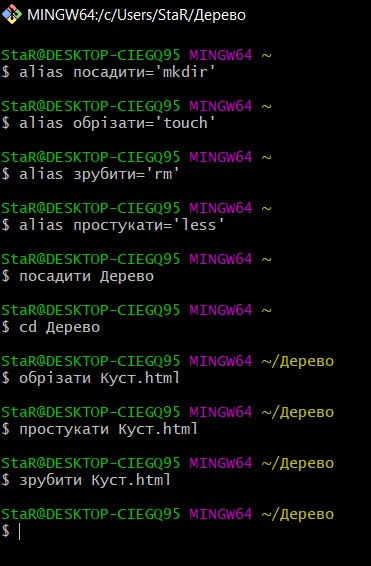 MINGW64:/c/Users/StaR/Дерево
StaR@DESKTOP-CIEGQ95 MINGW64 ~
$ alias посадити='mkdir'
StaR@DESKTOP-CIEGQ95 MINGW64 ~
$ alias обрізати='touch'
StaR@DESKTOP-CIEGQ95 MINGW64 ~
$ alias зрубити='rm'
StaR@DESKTOP-CIEGQ95 MINGW64 ~
$ alias простукати='less'
StaR@DESKTOP-CIEGQ95 MINGW64 ~
$ посадити Дерево
StaR@DESKTOP-CIEGQ95 MINGW64 ~
$ cd Дерево
StaR@DESKTOP-CIEGQ95 MINGW64 ~/Дерево
$ обрізати Куст.html
StaR@DESKTOP-CIEGQ95 MINGW64 ~/Дерево
$ простукати Куст.html
StaR@DESKTOP-CIEGQ95 MINGW64 ~/Дерево
$ зрубити Куст.html
StaR@DESKTOP-CIEGQ95 MINGW64 ~/Дерево
$